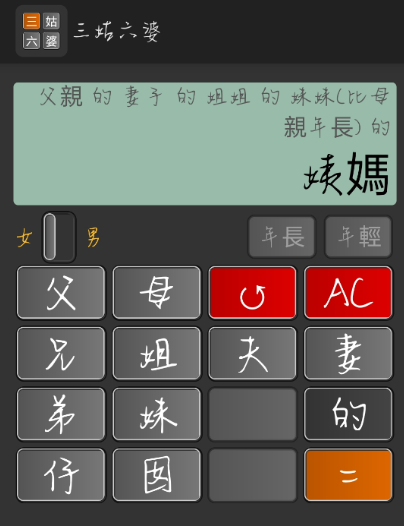 三姑
六婆
三姑六婆
父親的妻子的姐姐的妹妹(比母
親年長)的
姨媽
女 男 年長 年輕
父 母 AC
兄 姐 夫 妻
弟 妹 的
仔 囡 =